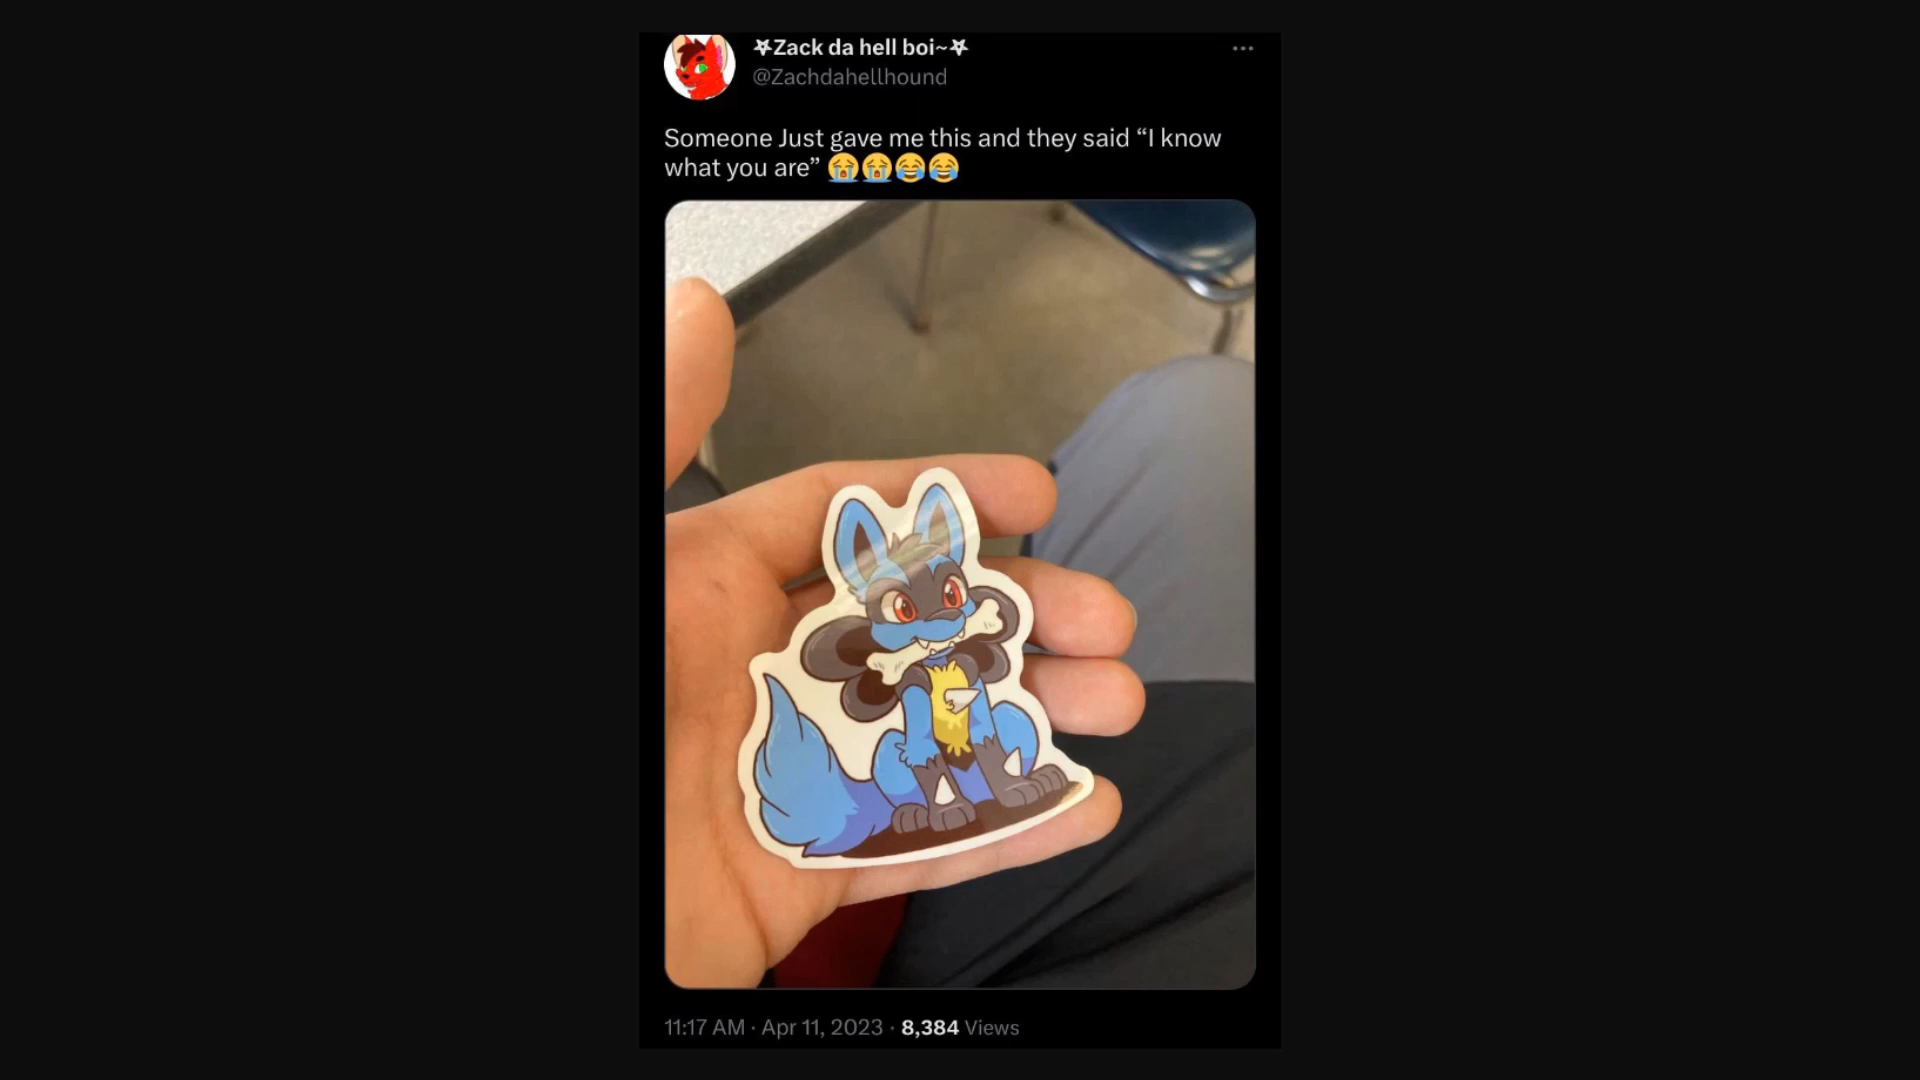 ⛧Zack da hell boi~⛧
@Zachdahellhound
Someone Just gave me this and they said “I know
what you are” 😭😭😂😂
11:17 AM · Apr 11, 2023 · 8,384 Views